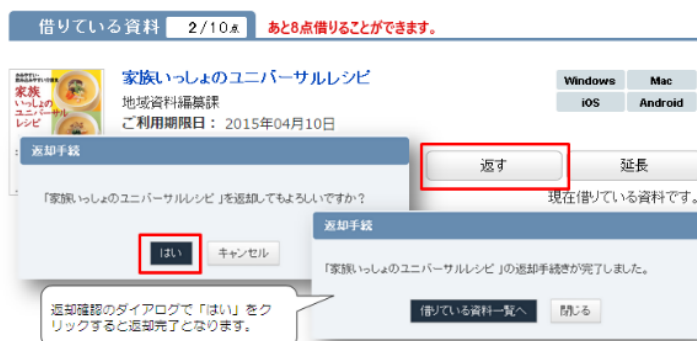 借りている資料 2/10点 あと8点借りることができます。
家族いっしょのユニバーサルレシピ
地域資料編纂課
ご利用期限日： 2015年04月10日
Windows Mac
iOS Android
家族
いっしょの
ユニバーサル
レシピ
返す 延長
現在借りている資料です。
返却手続
「家族いっしょのユニバーサルレシピ」を返却してもよろしいですか？
はい キャンセル
返却手続
「家族いっしょのユニバーサルレシピ」の返却手続きが完了しました。
借りている資料一覧へ 閉じる
返却確認のダイアログで「はい」をク
リックすると返却完了となります。